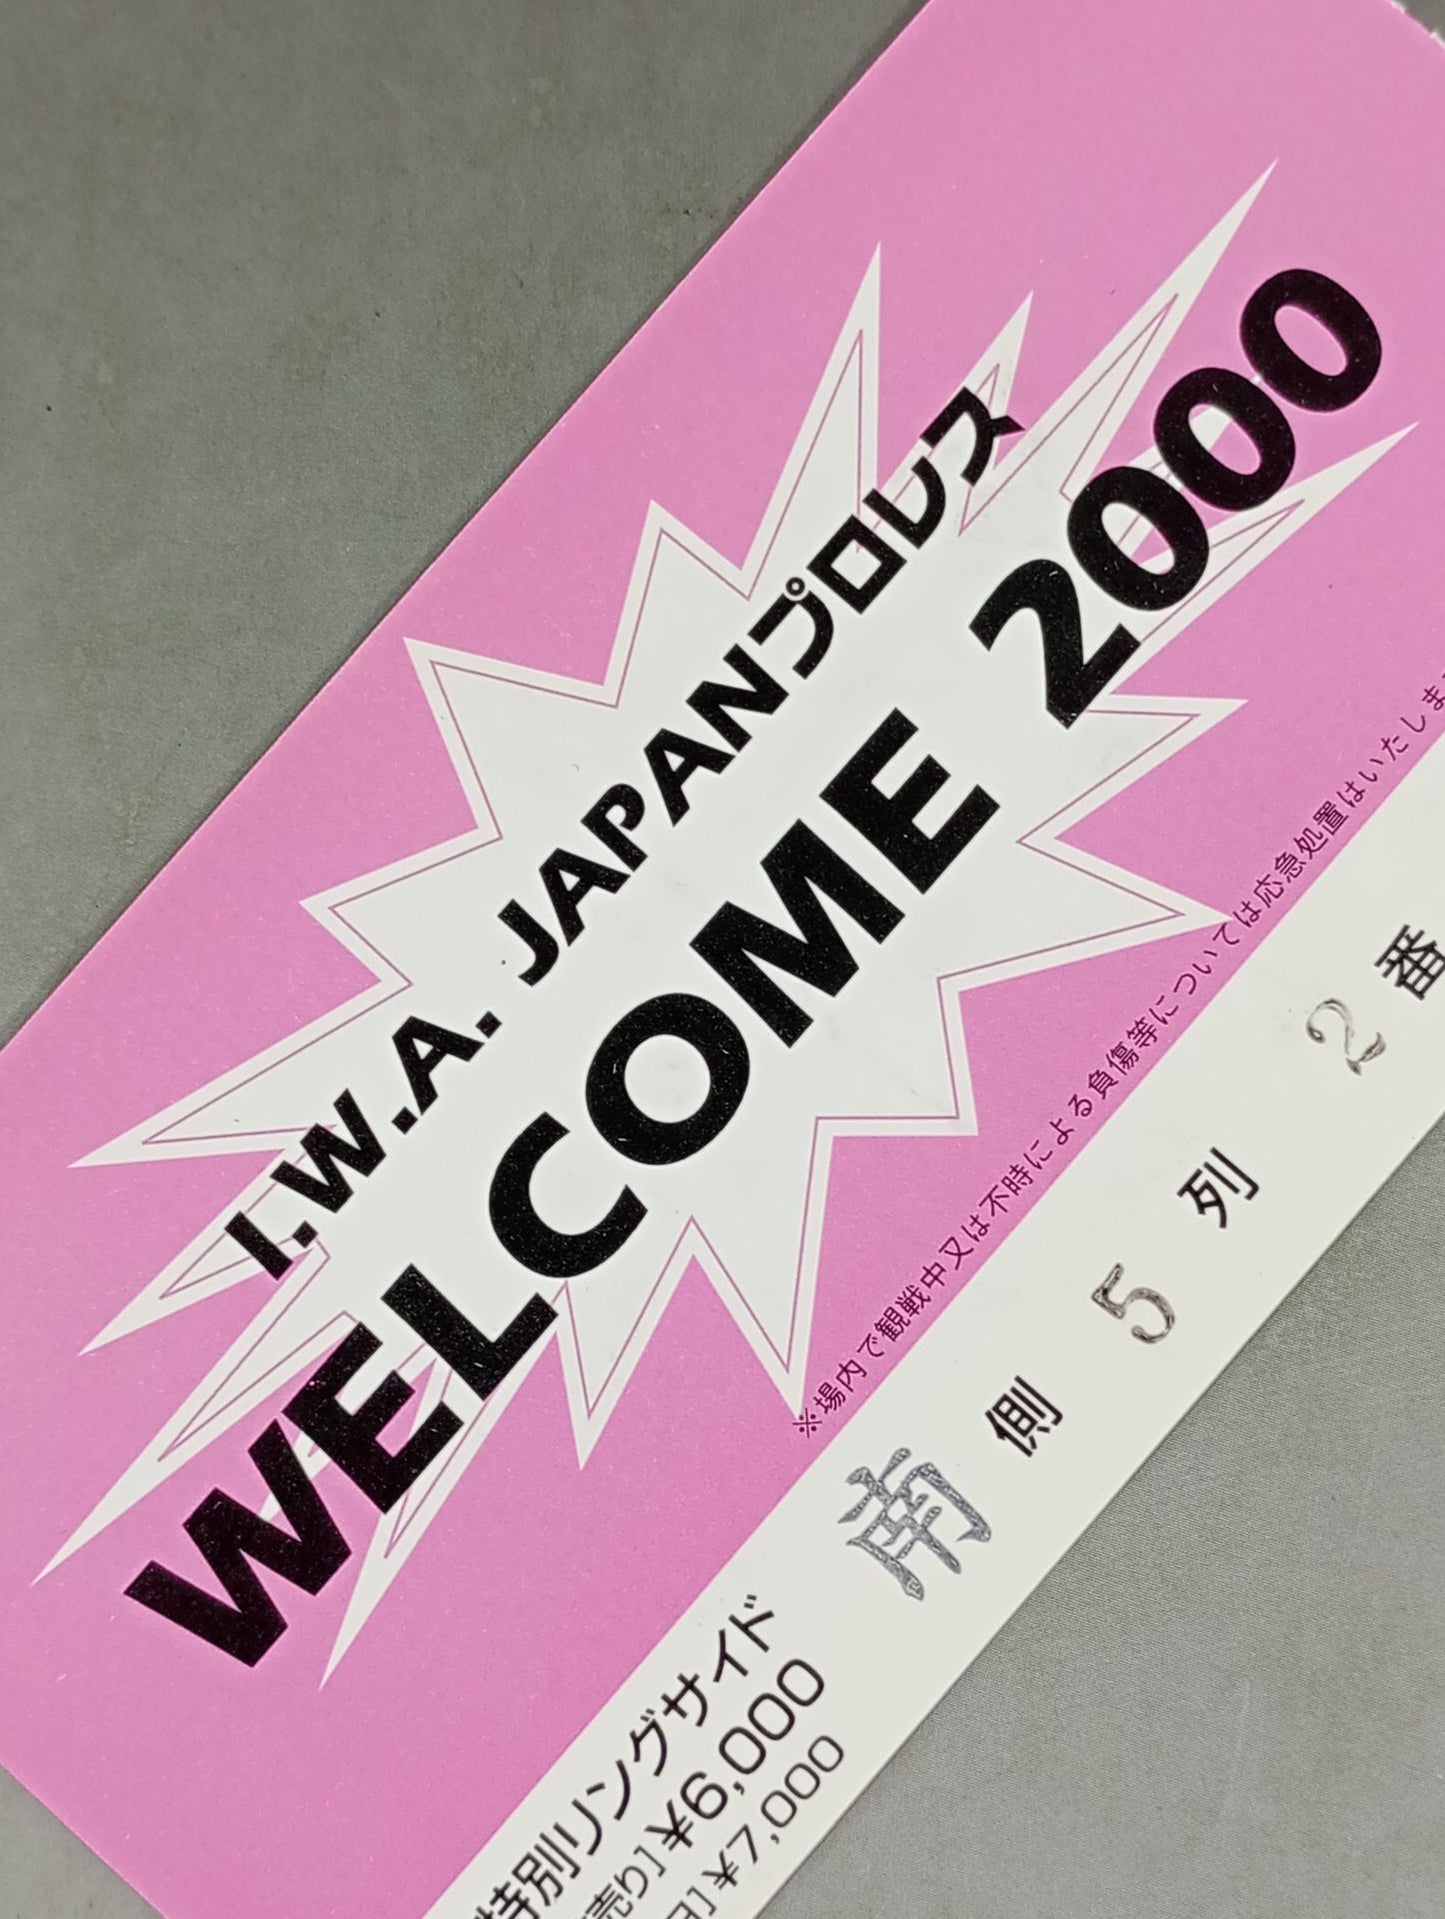 I.W.A. JAPANプロレス
WELCOME 2000
※場内で観戦中又は不時による負傷等については応急処置はいたしま
南側 5 列 2 番
特別リングサイド
売り]¥6,000
日]¥7,000